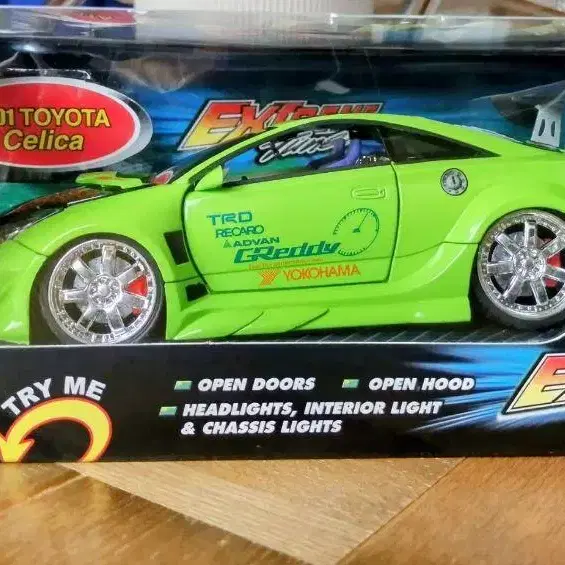 01 TOYOTA
Celica
EXTREME
TRD
RECARO
ADVAN
GReddy
YOKOHAMA
TRY ME
OPEN DOORS
OPEN HOOD
HEADLIGHTS, INTERIOR LIGHT
& CHASSIS LIGHTS